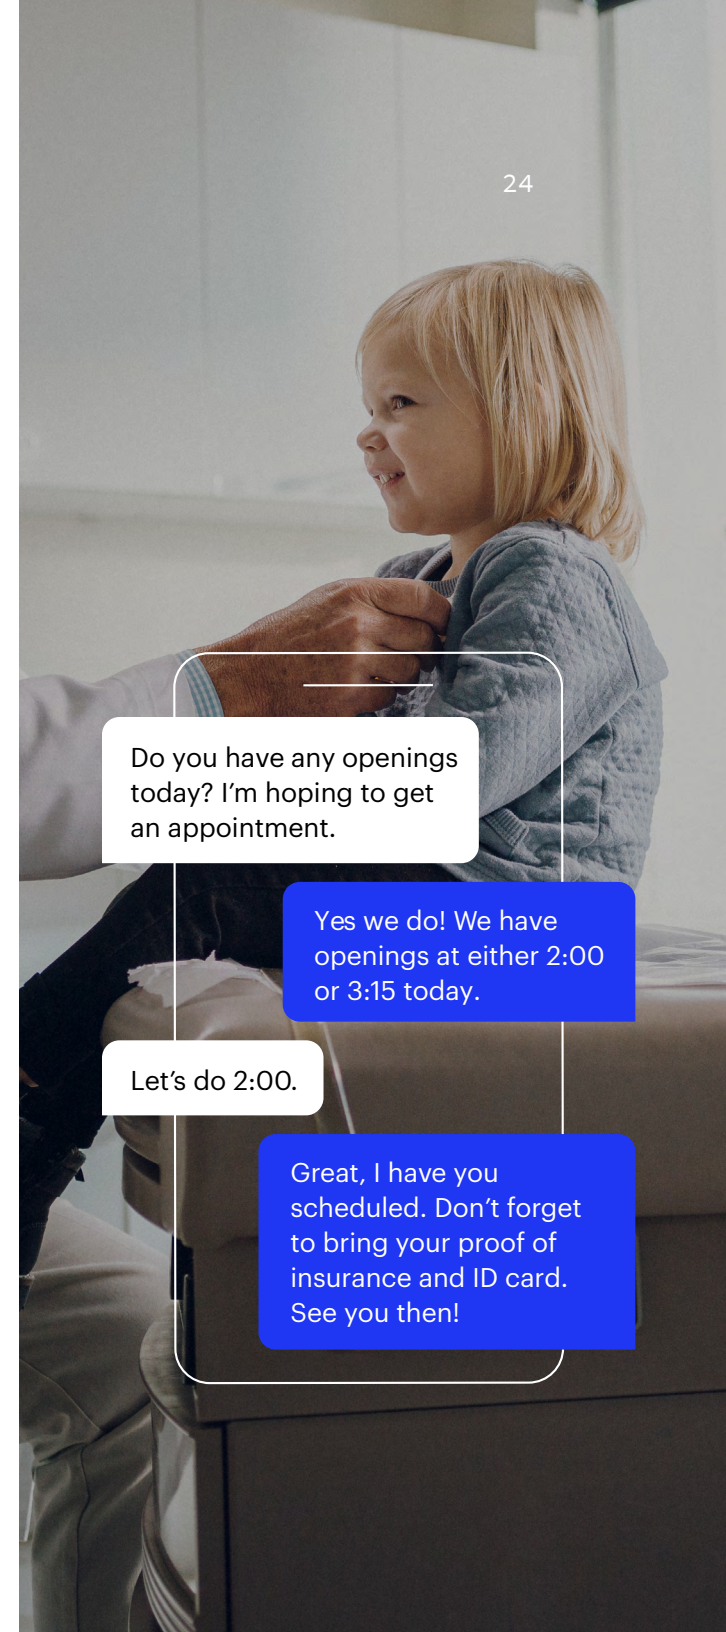 24
Do you have any openings
today? I’m hoping to get
an appointment.
Yes we do! We have
openings at either 2:00
or 3:15 today.
Let’s do 2:00.
Great, I have you
scheduled. Don’t forget
to bring your proof of
insurance and ID card.
See you then!